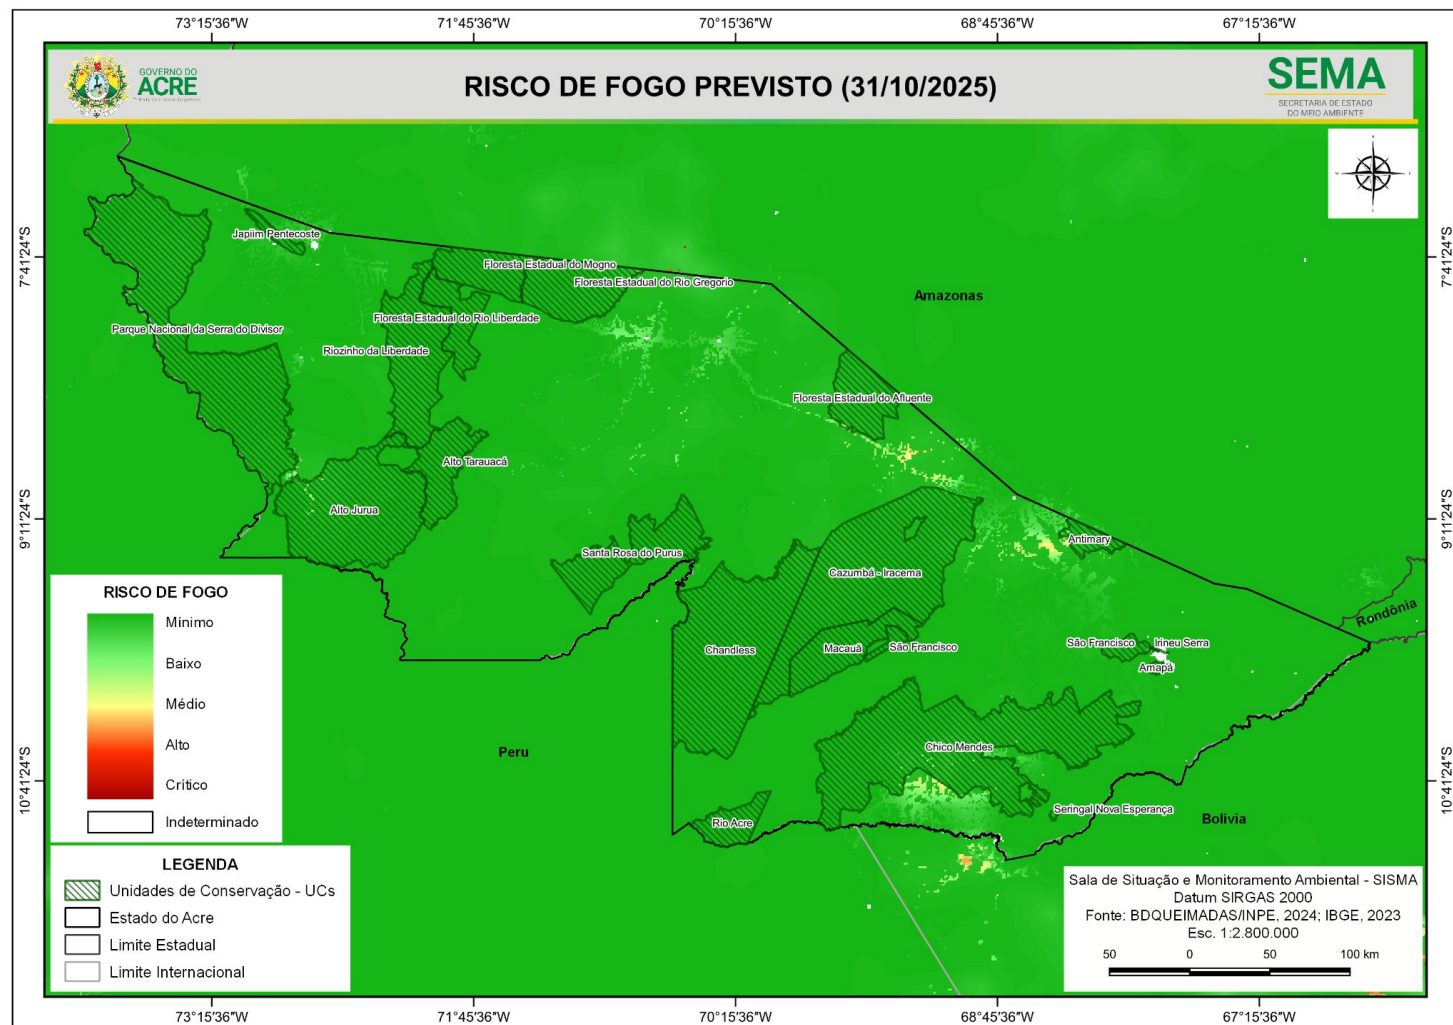 73°15'36"W
71°45'36"W
70°15'36"W
68°45'36"W
67°15'36"W
GOVERNO DO
ACRE
RISCO DE FOGO PREVISTO (31/10/2025)
SEMA
SECRETARIA DE ESTADO
DO MEIO AMBIENTE
7°41'24"S
7°41'24"S
9°11'24"S
9°11'24"S
10°41'24"S
10°41'24"S
Japiim Pentecoste
Floresta Estadual do Mogno
Floresta Estadual do Rio Gregorio
Amazonas
Parque Nacional da Serra do Divisor
Floresta Estadual do Rio Liberdade
Riozinho da Liberdade
Floresta Estadual do Afluente
Alto Tarauacá
Alto Jurua
Antimary
Santa Rosa do Purus
Cazumbá - Iracema
Rondônia
Chandless
Macauã
São Francisco
São Francisco
Irineu Serra
Amapá
Peru
Chico Mendes
Seringal Nova Esperança
Bolivia
Rio Acre
RISCO DE FOGO
Mínimo
Baixo
Médio
Alto
Crítico
Indeterminado
LEGENDA
Unidades de Conservação - UCs
Estado do Acre
Limite Estadual
Limite Internacional
Sala de Situação e Monitoramento Ambiental - SISMA
Datum SIRGAS 2000
Fonte: BDQUEIMADAS/INPE, 2024; IBGE, 2023
Esc. 1:2.800.000
50 0 50 100 km
73°15'36"W
71°45'36"W
70°15'36"W
68°45'36"W
67°15'36"W